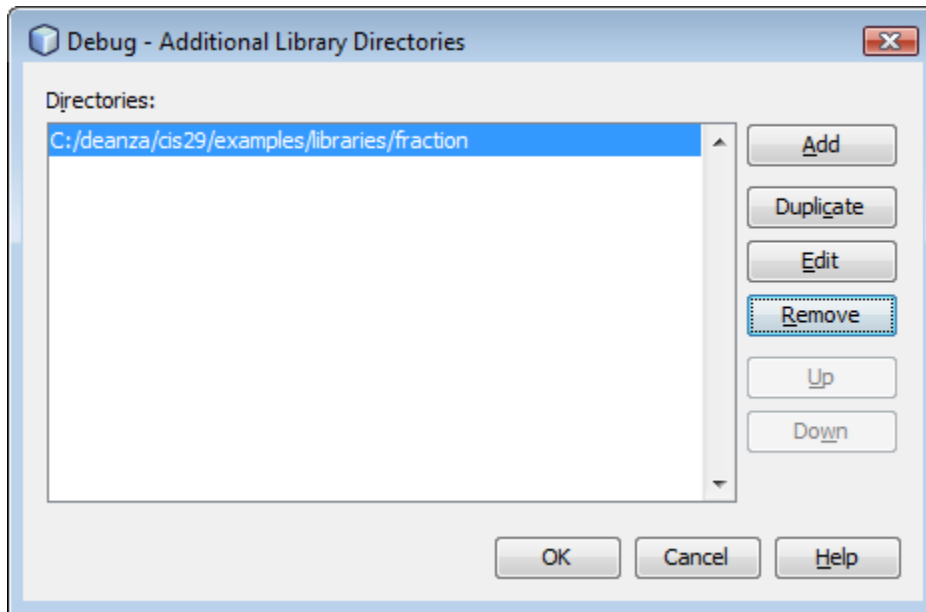 Debug - Additional Library Directories
Directories:
C:/deanza/cis29/examples/libraries/fraction
Add
Duplicate
Edit
Remove
Up
Down
OK
Cancel
Help